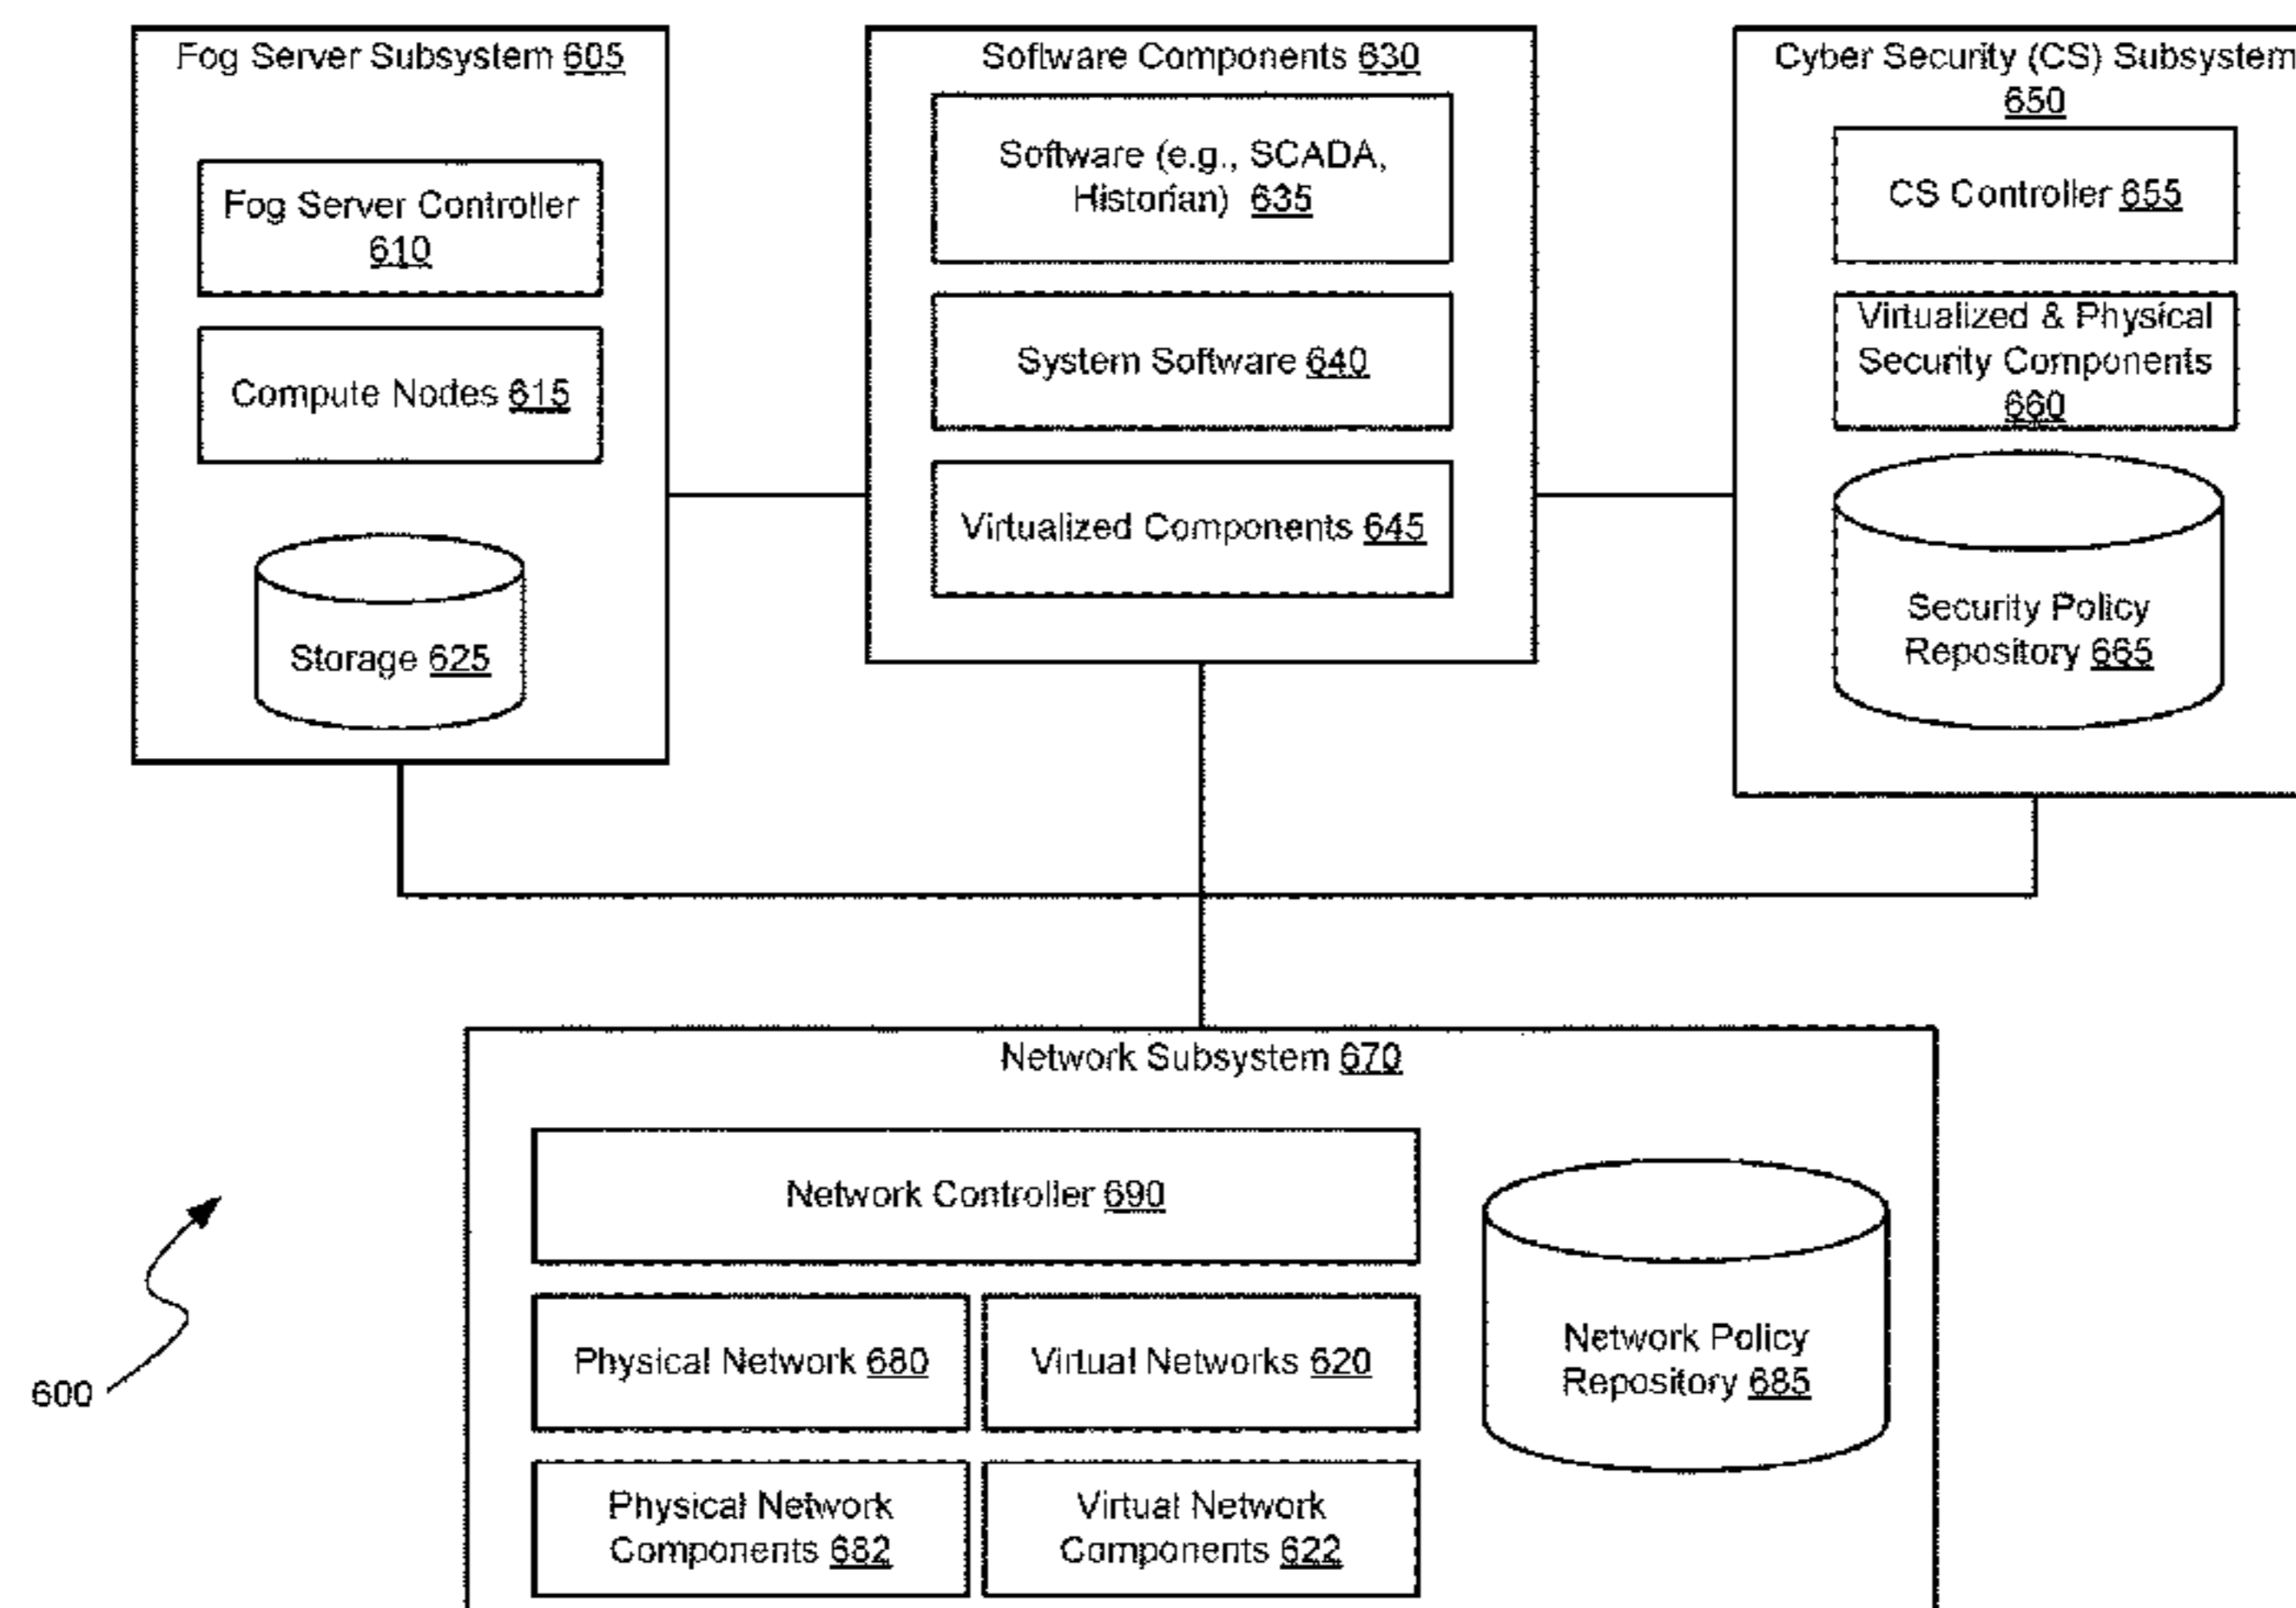 Fog Server Subsystem 605
Fog Server Controller
610
Compute Nodes 615
Storage 625
Software Components 630
Software (e.g., SCADA,
Historian) 635
System Software 640
Virtualized Components 645
Cyber Security (CS) Subsystem
650
CS Controller 655
Virtualized & Physical
Security Components
660
Security Policy
Repository 665
Network Subsystem 670
Network Controller 690
Physical Network 680
Virtual Networks 620
Physical Network
Components 682
Virtual Network
Components 622
Network Policy
Repository 685
600